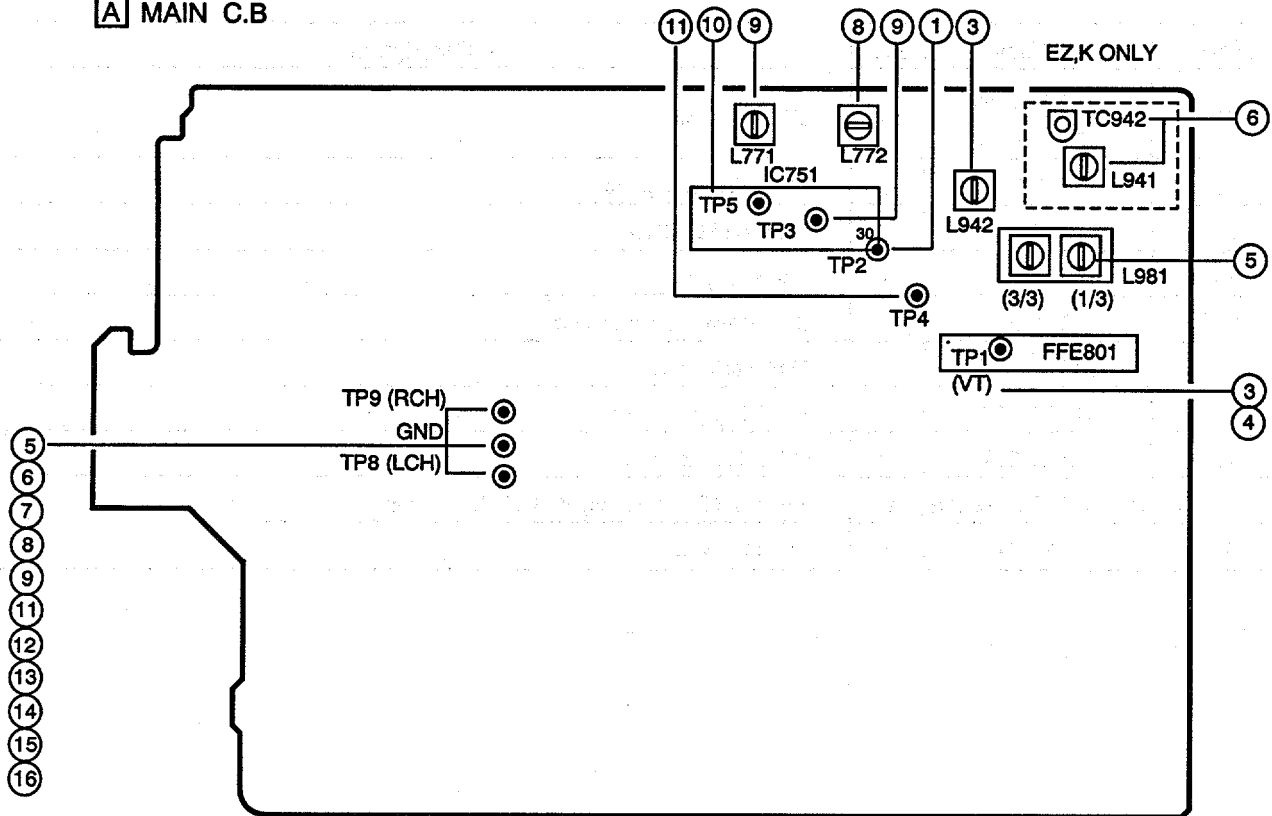 A MAIN C.B
11 10 9 8 9 1 3
EZ,K ONLY
TC942
6
L771
L772
L941
IC751
TP5
TP3
L942
30
TP2
5
L981
(3/3) (1/3)
TP4
TP1 FFE801
(VT)
3
4
TP9 (RCH)
GND
TP8 (LCH)
5
6
7
8
9
11
12
13
14
15
16